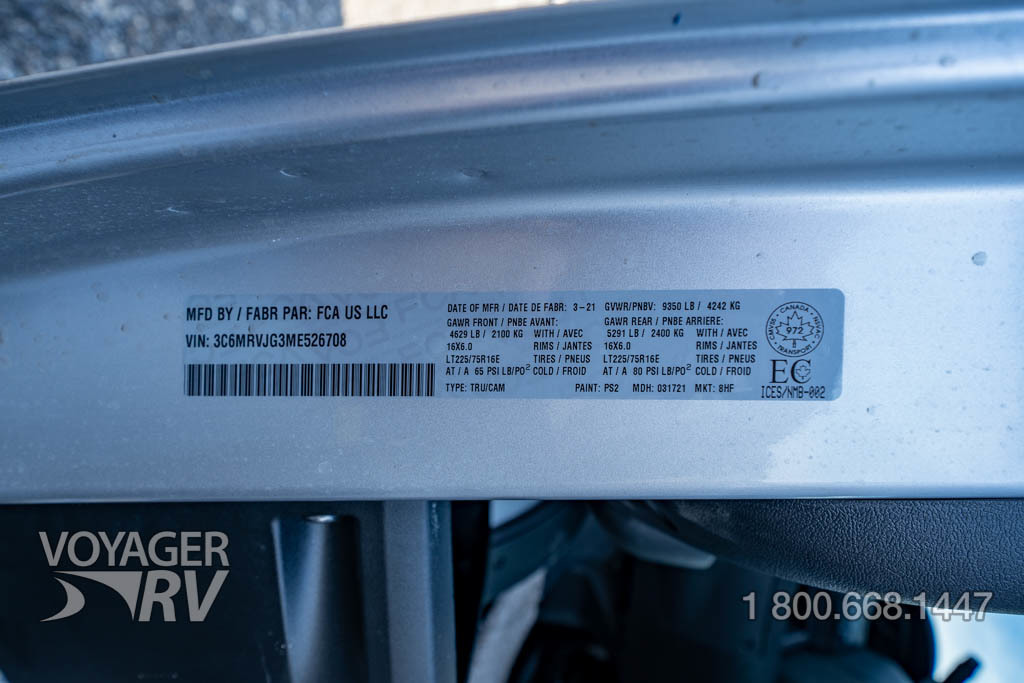 MFD BY / FABR PAR: FCA US LLC
VIN: 3C6MRVJG3ME526708
DATE OF MFR / DATE DE FABR: 3-21 GVWR/PNBV: 9350 LB / 4242 KG
GAWR FRONT / PNBE AVANT: GAWR REAR / PNBE ARRIERE:
4629 LB / 2100 KG WITH / AVEC 5291 LB / 2400 KG WITH / AVEC
16X6.0 RIMS / JANTES 16X6.0 RIMS / JANTES
LT225/75R16E TIRES / PNEUS LT225/75R16E TIRES / PNEUS
AT / A 65 PSI LB/PO² COLD / FROID AT / A 80 PSI LB/PO² COLD / FROID
TYPE: TRU/CAM PAINT: PS2 MDH: 031721 MKT: 8HF
CANADA
CMVSS NSVAC
972
TRANSPORT
EC
ICES/NMB-002
VOYAGER
RV
1 800.668.1447